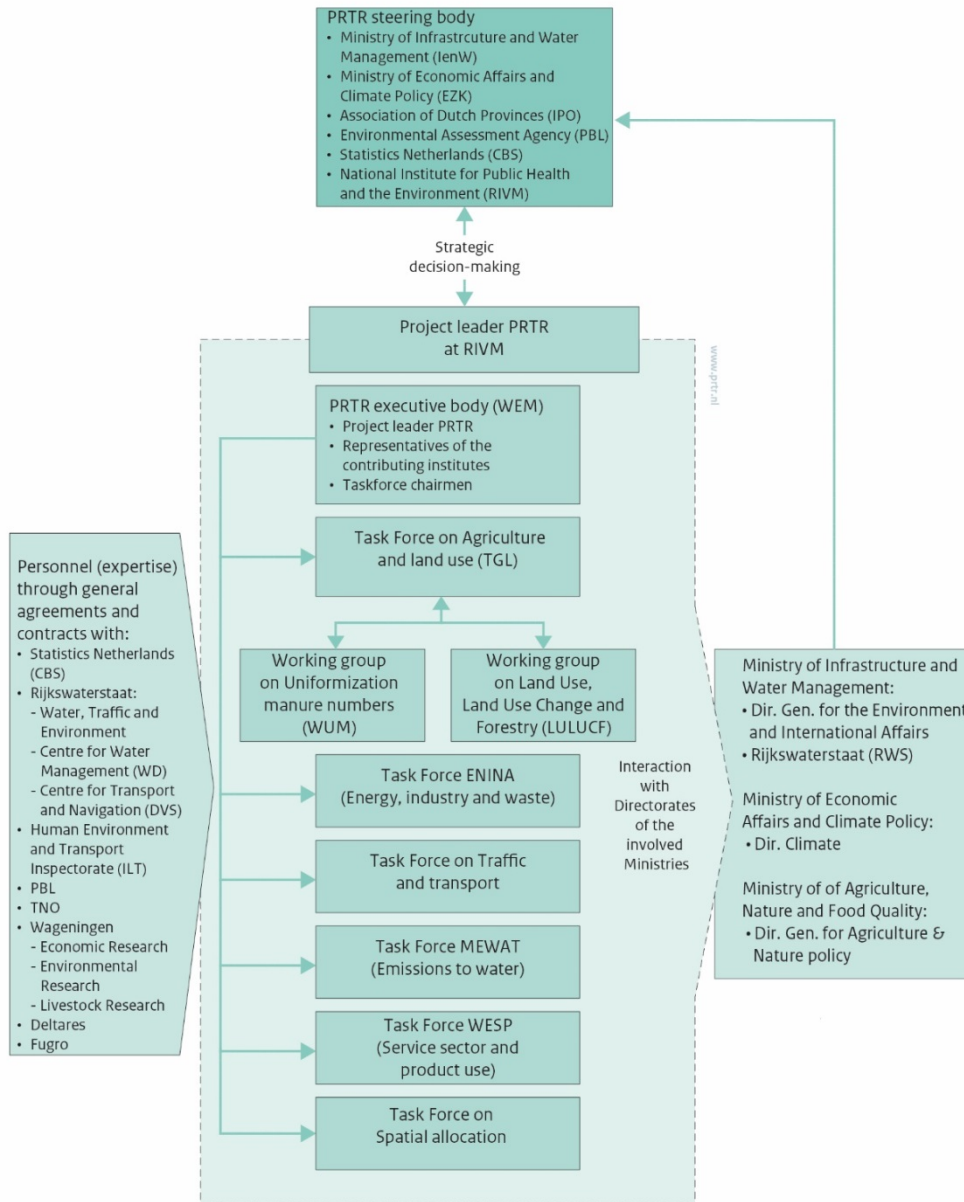 PRTR steering body
• Ministry of Infrastrcuture and Water
Management (IenW)
• Ministry of Economic Affairs and
Climate Policy (EZK)
• Association of Dutch Provinces (IPO)
• Environmental Assessment Agency (PBL)
• Statistics Netherlands (CBS)
• National Institute for Public Health
and the Environment (RIVM)
Strategic
decision-making
Project leader PRTR
at RIVM
www.prtr.nl
PRTR executive body (WEM)
• Project leader PRTR
• Representatives of the
contributing institutes
• Taskforce chairmen
Task Force on Agriculture
and land use (TGL)
Working group
on Uniformization
manure numbers
(WUM)
Working group
on Land Use,
Land Use Change and
Forestry (LULUCF)
Task Force ENINA
(Energy, industry and waste)
Task Force on Traffic
and transport
Task Force MEWAT
(Emissions to water)
Task Force WESP
(Service sector and
product use)
Task Force on
Spatial allocation
Personnel (expertise)
through general
agreements and
contracts with:
• Statistics Netherlands
(CBS)
• Rijkswaterstaat:
- Water, Traffic and
Environment
- Centre for Water
Management (WD)
- Centre for Transport
and Navigation (DVS)
• Human Environment
and Transport
Inspectorate (ILT)
• PBL
• TNO
• Wageningen
- Economic Research
- Environmental
Research
- Livestock Research
• Deltares
• Fugro
Interaction
with
Directorates
of the
involved
Ministries
Ministry of Infrastructure and
Water Management:
• Dir. Gen. for the Environment
and International Affairs
• Rijkswaterstaat (RWS)
Ministry of Economic
Affairs and Climate Policy:
• Dir. Climate
Ministry of of Agriculture,
Nature and Food Quality:
• Dir. Gen. for Agriculture &
Nature policy